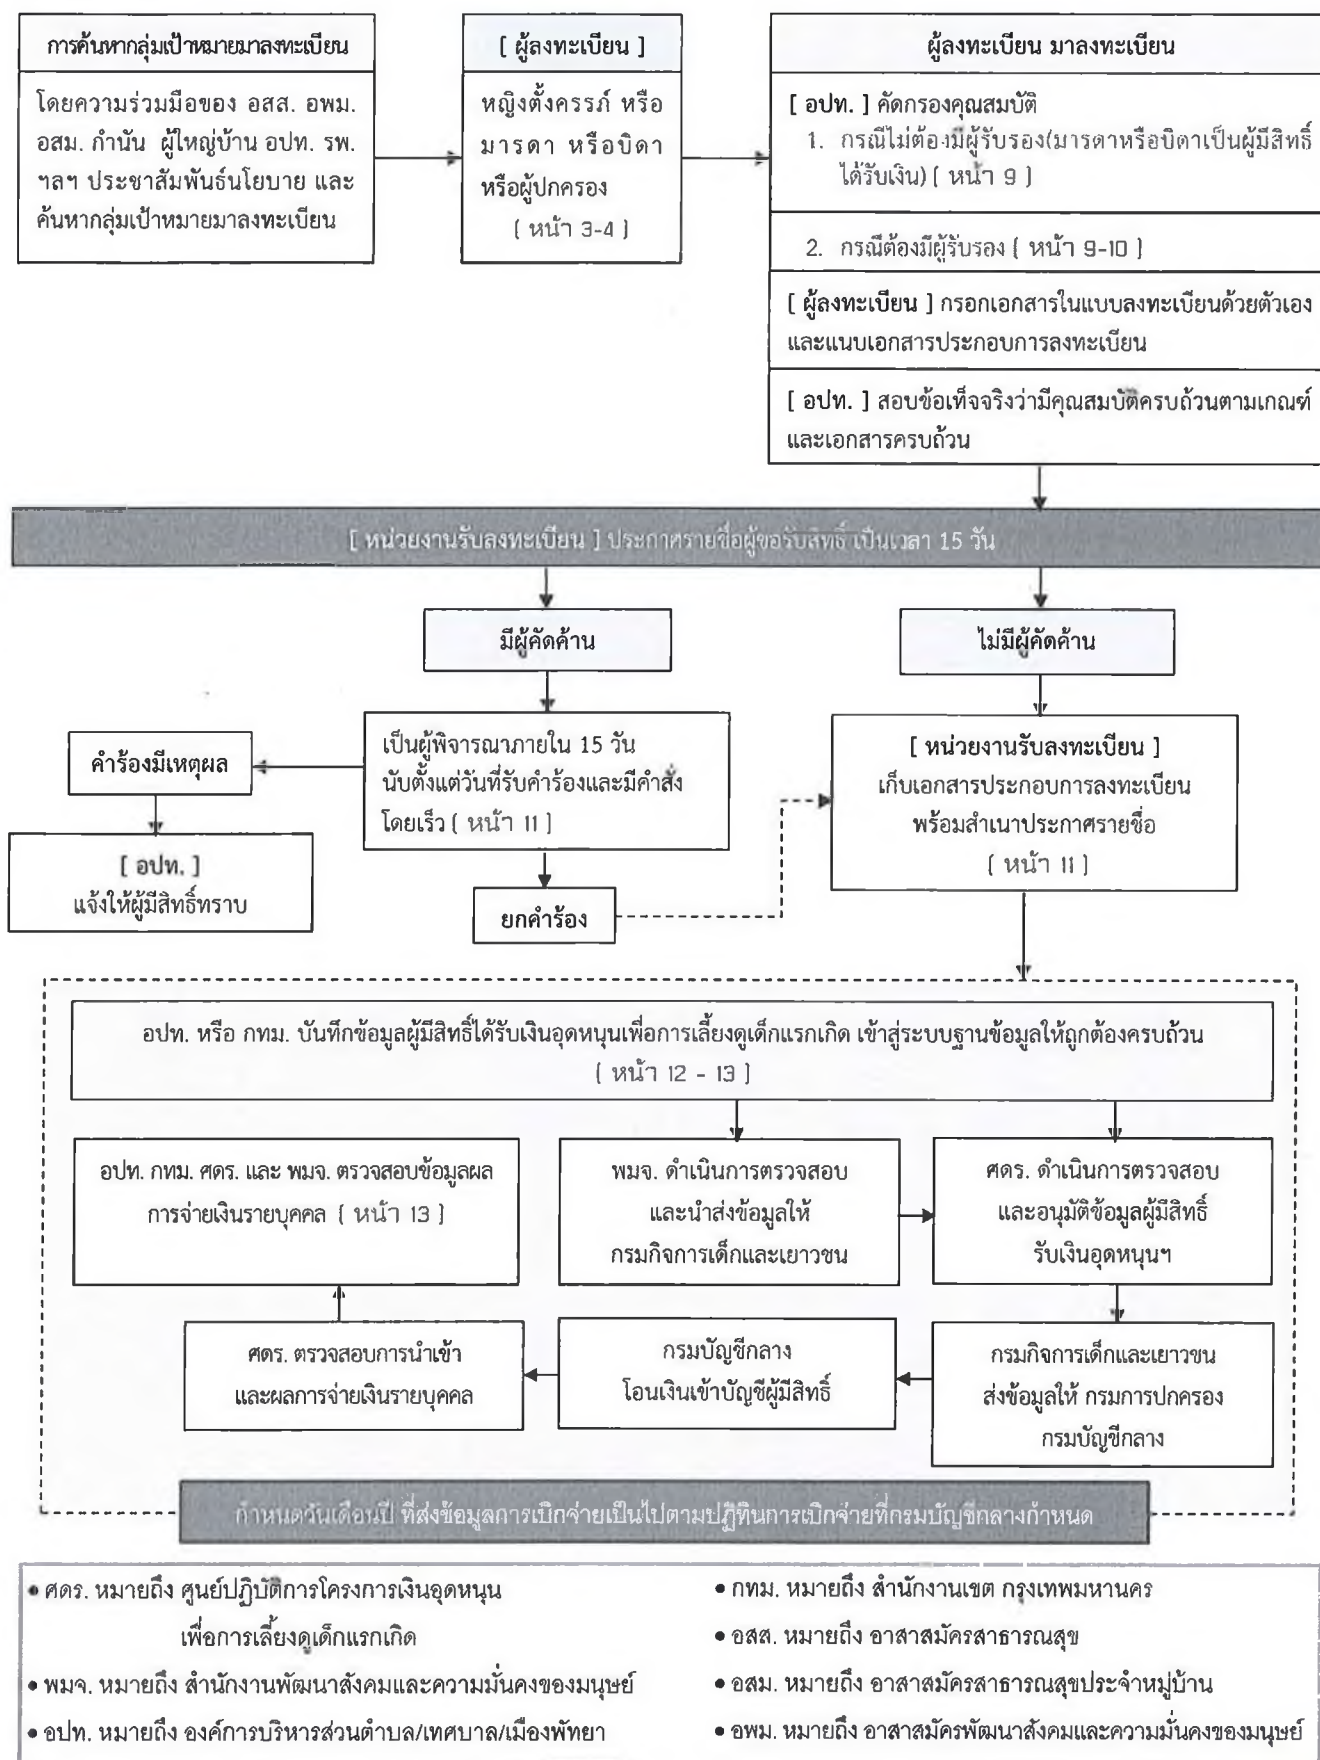 การค้นหากลุ่มเป้าหมายมาลงทะเบียน
โดยความร่วมมือของ อสส. อพม.
อสม. กำนัน ผู้ใหญ่บ้าน อปท. รพ.
ฯลฯ ประชาสัมพันธ์นโยบาย และ
ค้นหากลุ่มเป้าหมายมาลงทะเบียน
[ ผู้ลงทะเบียน ]
หญิงตั้งครรภ์ หรือ
มารดา หรือบิดา
หรือผู้ปกครอง
[ หน้า 3-4 ]
ผู้ลงทะเบียน มาลงทะเบียน
[ อปท. ] คัดกรองคุณสมบัติ
1. กรณีไม่ต้องมีผู้รับรอง(มารดาหรือบิดาเป็นผู้มีสิทธิ์
ได้รับเงิน) [ หน้า 9 ]
2. กรณีต้องมีผู้รับรอง [ หน้า 9-10 ]
[ ผู้ลงทะเบียน ] กรอกเอกสารในแบบลงทะเบียนด้วยตัวเอง
และแนบเอกสารประกอบการลงทะเบียน
[ อปท. ] สอบข้อเท็จจริงว่ามีคุณสมบัติครบถ้วนตามเกณฑ์
และเอกสารครบถ้วน
[ หน่วยงานรับลงทะเบียน ] ประกาศรายชื่อผู้ขอรับสิทธิ์ เป็นเวลา 15 วัน
มีผู้คัดค้าน
ไม่มีผู้คัดค้าน
คำร้องมีเหตุผล
เป็นผู้พิจารณาภายใน 15 วัน
นับตั้งแต่วันที่รับคำร้องและมีคำสั่ง
โดยเร็ว [ หน้า 11 ]
[ หน่วยงานรับลงทะเบียน ]
เก็บเอกสารประกอบการลงทะเบียน
พร้อมสำเนาประกาศรายชื่อ
[ หน้า 11 ]
[ อปท. ]
แจ้งให้ผู้มีสิทธิ์ทราบ
ยกคำร้อง
อปท. หรือ กทม. บันทึกข้อมูลผู้มีสิทธิ์ได้รับเงินอุดหนุนเพื่อการเลี้ยงดูเด็กแรกเกิด เข้าสู่ระบบฐานข้อมูลให้ถูกต้องครบถ้วน
[ หน้า 12 - 13 ]
อปท. กทม. ศดร. และ พมจ. ตรวจสอบข้อมูลผล
การจ่ายเงินรายบุคคล [ หน้า 13 ]
พมจ. ดำเนินการตรวจสอบ
และนำส่งข้อมูลให้
กรมกิจการเด็กและเยาวชน
ศดร. ดำเนินการตรวจสอบ
และอนุมัติข้อมูลผู้มีสิทธิ์
รับเงินอุดหนุนฯ
ศดร. ตรวจสอบการนำเข้า
และผลการจ่ายเงินรายบุคคล
กรมบัญชีกลาง
โอนเงินเข้าบัญชีผู้มีสิทธิ์
กรมกิจการเด็กและเยาวชน
ส่งข้อมูลให้ กรมการปกครอง
กรมบัญชีกลาง
กำหนดวันเดือนปี ที่ส่งข้อมูลการเบิกจ่ายเป็นไปตามปฏิทินการเบิกจ่ายที่กรมบัญชีกลางกำหนด
• ศดร. หมายถึง ศูนย์ปฏิบัติการโครงการเงินอุดหนุน
เพื่อการเลี้ยงดูเด็กแรกเกิด
• พมจ. หมายถึง สำนักงานพัฒนาสังคมและความมั่นคงของมนุษย์
• อปท. หมายถึง องค์การบริหารส่วนตำบล/เทศบาล/เมืองพัทยา
• กทม. หมายถึง สำนักงานเขต กรุงเทพมหานคร
• อสส. หมายถึง อาสาสมัครสาธารณสุข
• อสม. หมายถึง อาสาสมัครสาธารณสุขประจำหมู่บ้าน
• อพม. หมายถึง อาสาสมัครพัฒนาสังคมและความมั่นคงของมนุษย์